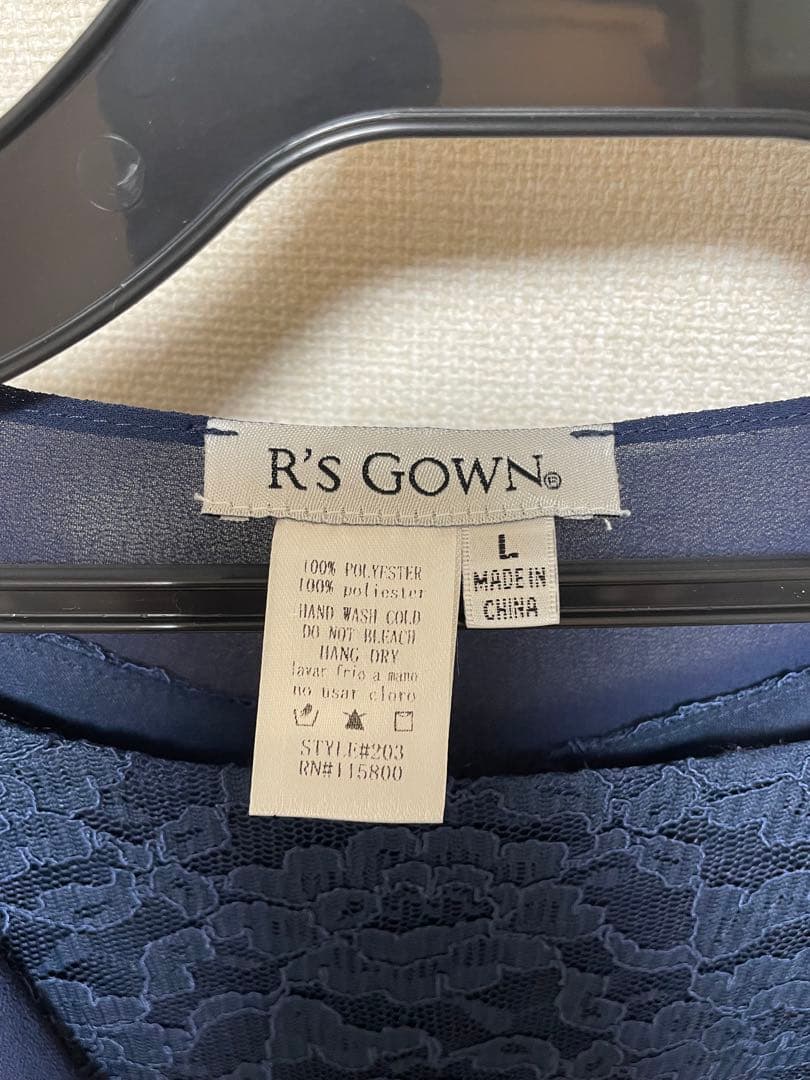 R's GOWN®
100% POLYESTER
100% poliester
HAND WASH COLD
DO NOT BLEACH
HANG DRY
lavar frio a mano
no usar cloro
STYLE#203
RN#115800
L
MADE IN
CHINA